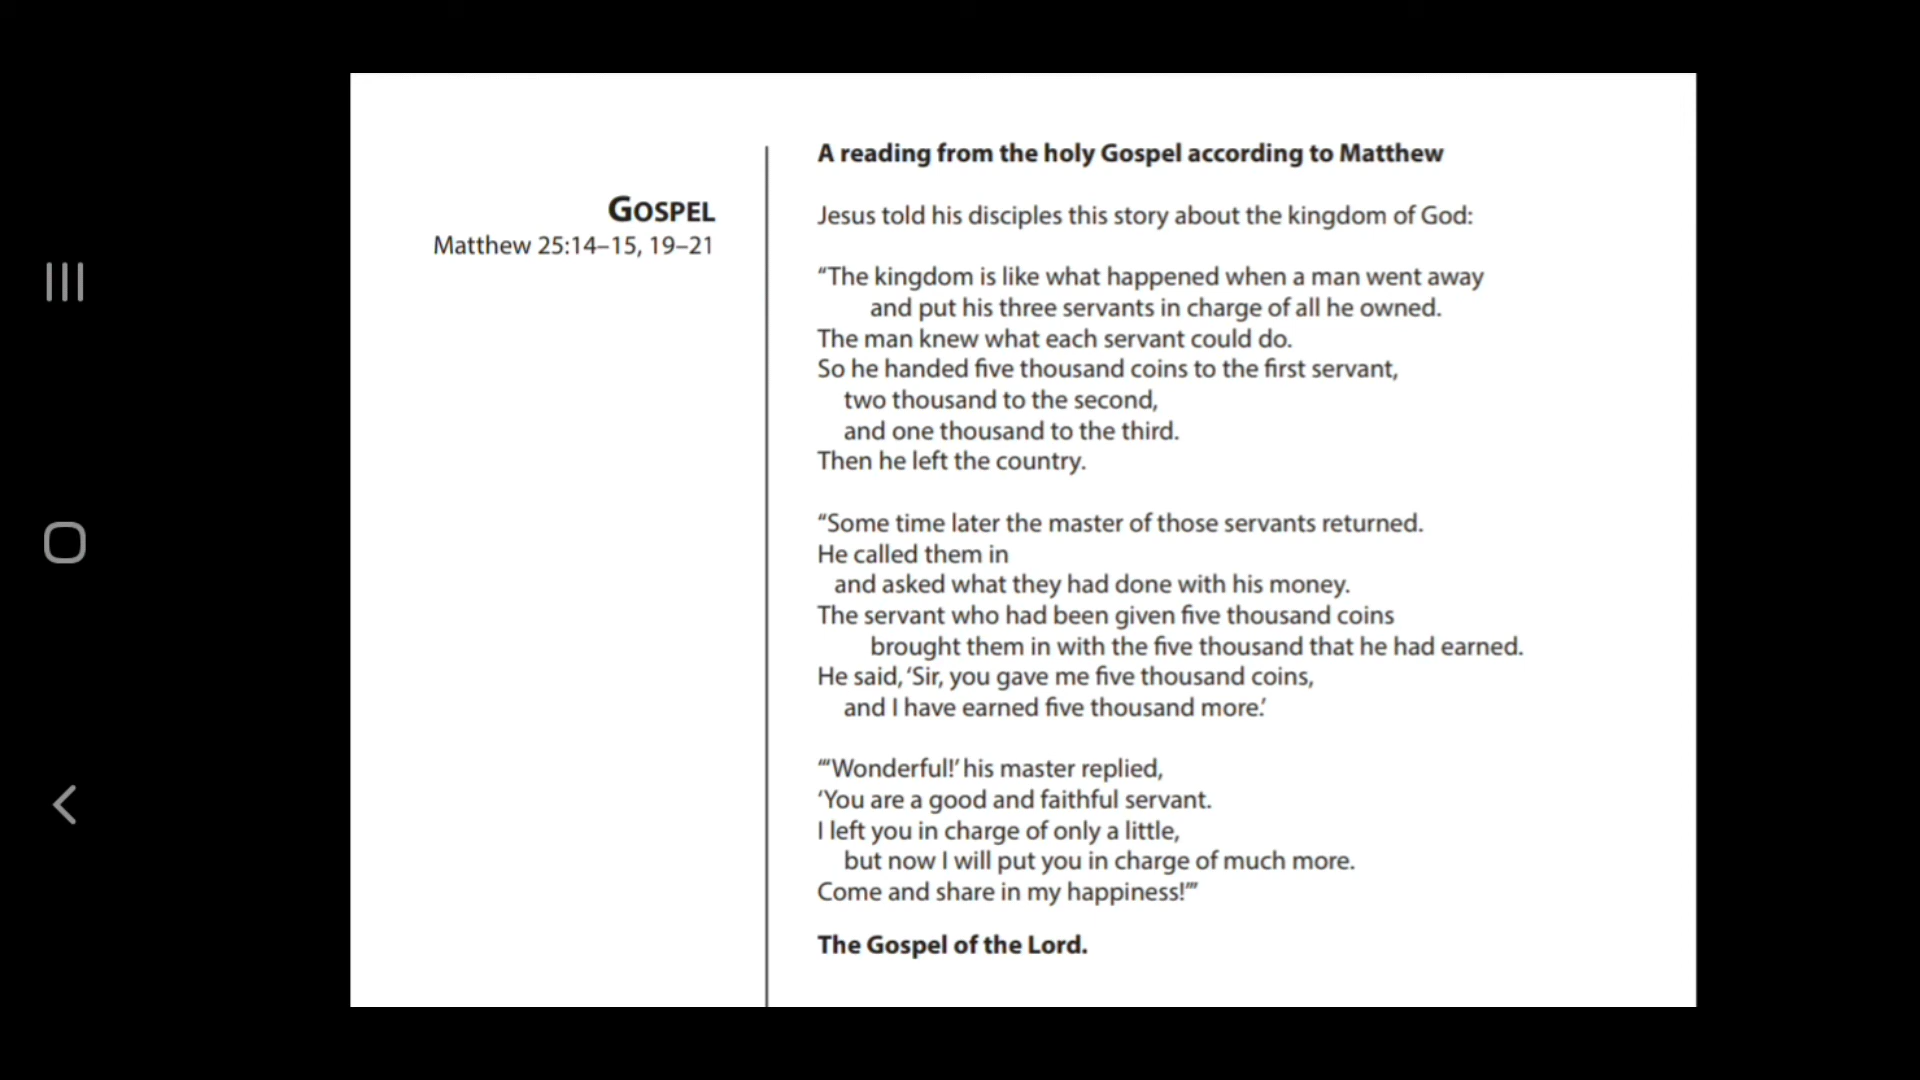 GOSPEL
Matthew 25:14–15, 19–21
A reading from the holy Gospel according to Matthew
Jesus told his disciples this story about the kingdom of God:
“The kingdom is like what happened when a man went away
and put his three servants in charge of all he owned.
The man knew what each servant could do.
So he handed five thousand coins to the first servant,
two thousand to the second,
and one thousand to the third.
Then he left the country.
“Some time later the master of those servants returned.
He called them in
and asked what they had done with his money.
The servant who had been given five thousand coins
brought them in with the five thousand that he had earned.
He said, ‘Sir, you gave me five thousand coins,
and I have earned five thousand more.’
“‘Wonderful!’ his master replied,
‘You are a good and faithful servant.
I left you in charge of only a little,
but now I will put you in charge of much more.
Come and share in my happiness!’”
The Gospel of the Lord.